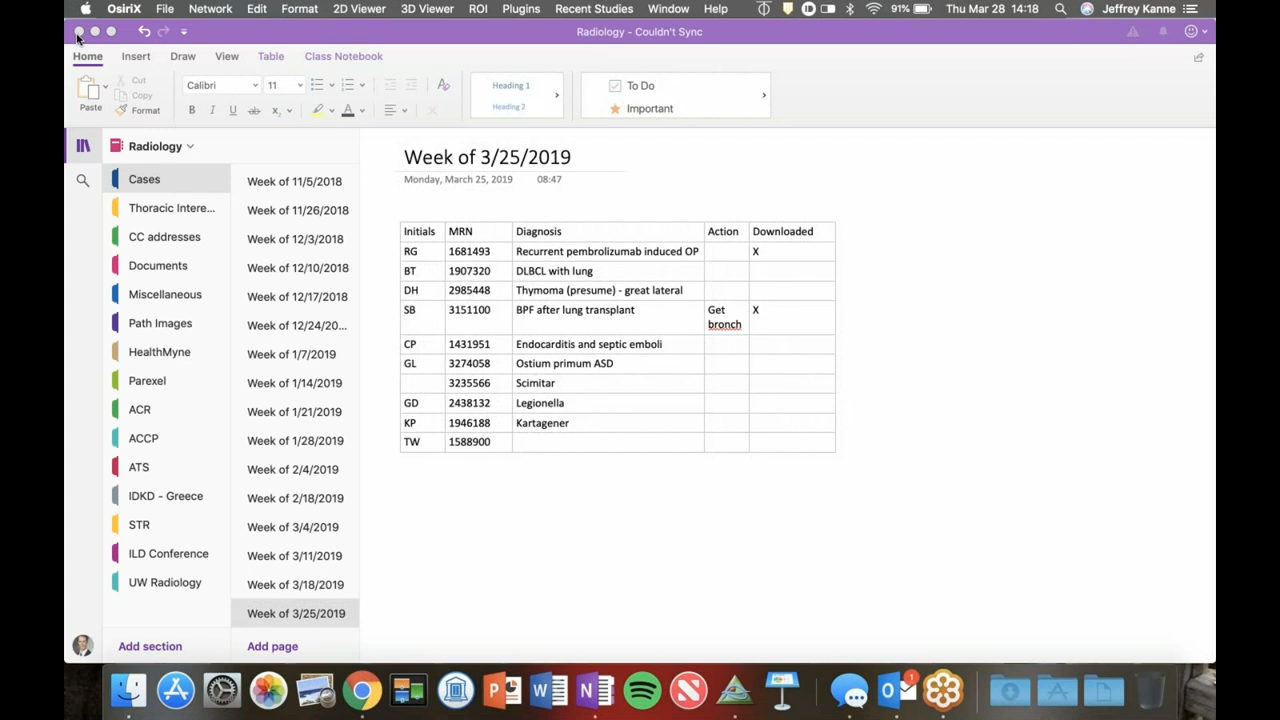 OsiriX File Network Edit Format 2D Viewer 3D Viewer ROI Plugins Recent Studies Window Help 91% Thu Mar 28 14:18 Jeffrey Kanne
Radiology - Couldn't Sync
Home Insert Draw View Table Class Notebook
Paste
Cut
Copy
Format
Calibri 11
B I U ab x₂ A
Heading 1
Heading 2
To Do
Important
Radiology
Cases
Thoracic Intere...
CC addresses
Documents
Miscellaneous
Path Images
HealthMyne
Parexel
ACR
ACCP
ATS
IDKD - Greece
STR
ILD Conference
UW Radiology
Add section
Week of 11/5/2018
Week of 11/26/2018
Week of 12/3/2018
Week of 12/10/2018
Week of 12/17/2018
Week of 12/24/20...
Week of 1/7/2019
Week of 1/14/2019
Week of 1/21/2019
Week of 1/28/2019
Week of 2/4/2019
Week of 2/18/2019
Week of 3/4/2019
Week of 3/11/2019
Week of 3/18/2019
Week of 3/25/2019
Add page
Week of 3/25/2019
Monday, March 25, 2019 08:47
Initials MRN Diagnosis Action Downloaded
RG 1681493 Recurrent pembrolizumab induced OP X
BT 1907320 DLBCL with lung
DH 2985448 Thymoma (presume) - great lateral
SB 3151100 BPF after lung transplant Get X
bronch
CP 1431951 Endocarditis and septic emboli
GL 3274058 Ostium primum ASD
3235566 Scimitar
GD 2438132 Legionella
KP 1946188 Kartagener
TW 1588900
P W N A O 1